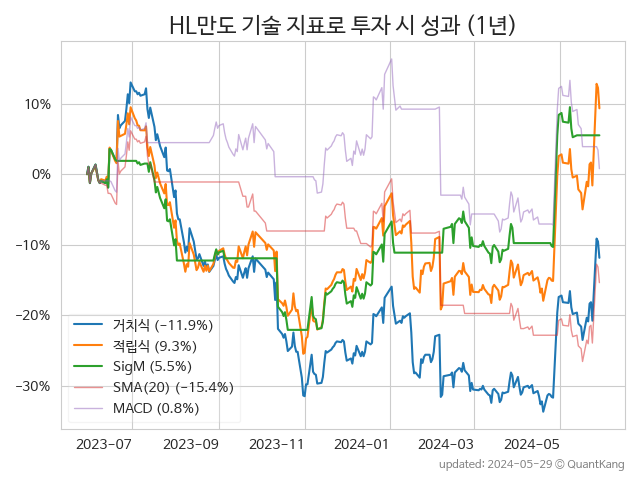 HL만도 기술 지표로 투자 시 성과 (1년)
10%
0%
−10%
−20%
−30%
거치식 (−11.9%)
적립식 (9.3%)
SigM (5.5%)
SMA(20) (−15.4%)
MACD (0.8%)
2023-07 2023-09 2023-11 2024-01 2024-03 2024-05
updated: 2024-05-29 © QuantKang